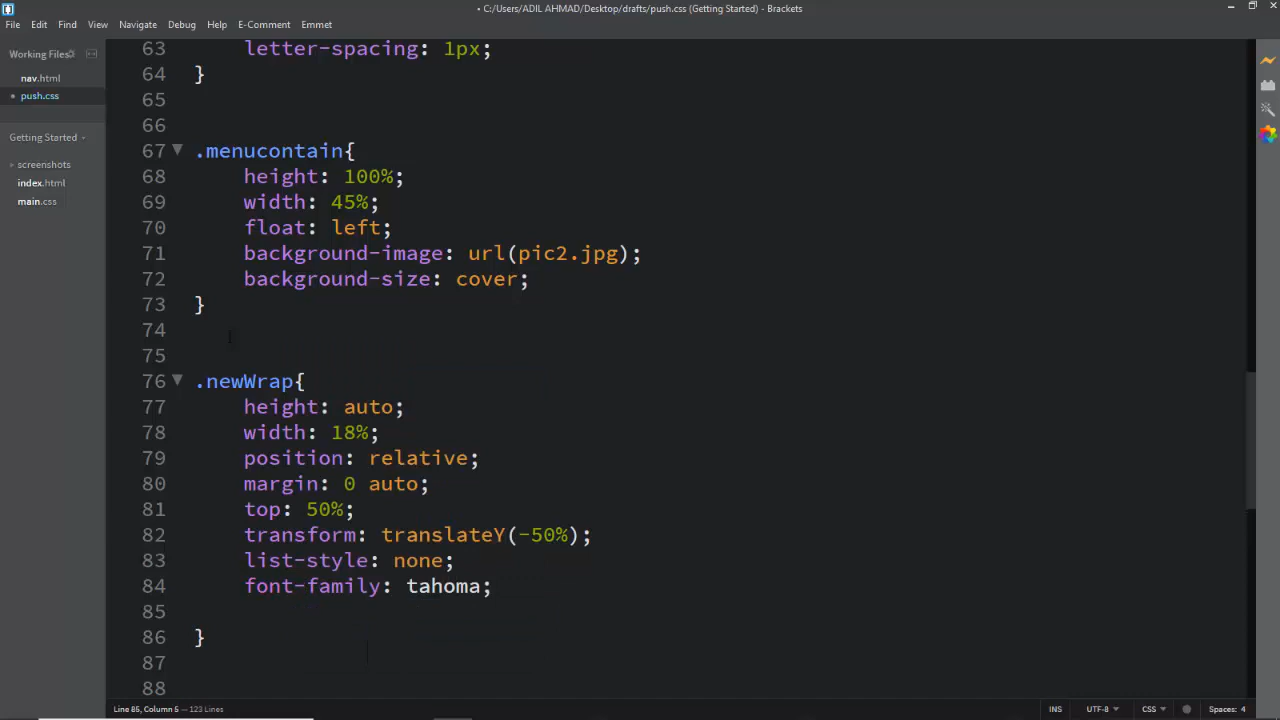 • C:/Users/ADIL AHMAD/Desktop/drafts/push.css (Getting Started) - Brackets
File Edit Find View Navigate Debug Help E-Comment Emmet
Working Files
nav.html
• push.css
Getting Started
screenshots
index.html
main.css
63 letter-spacing: 1px;
64 }
65
66
67 .menucontain{
68 height: 100%;
69 width: 45%;
70 float: left;
71 background-image: url(pic2.jpg);
72 background-size: cover;
73 }
74
75
76 .newWrap{
77 height: auto;
78 width: 18%;
79 position: relative;
80 margin: 0 auto;
81 top: 50%;
82 transform: translateY(-50%);
83 list-style: none;
84 font-family: tahoma;
85
86 }
87
88
Line 85, Column 5 — 123 Lines
INS UTF-8 CSS Spaces: 4